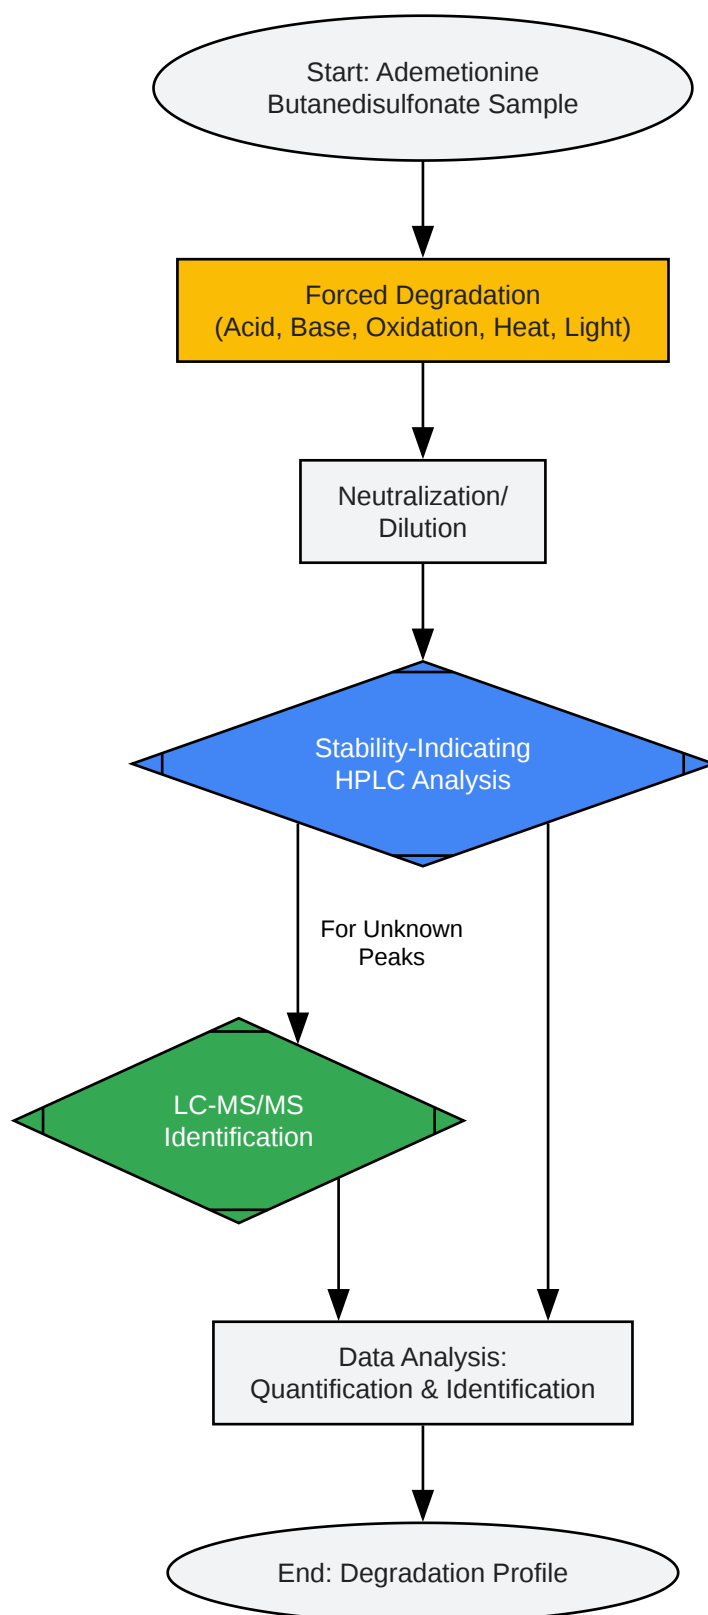 Start: Ademetionine
Butanedisulfonate Sample
Forced Degradation
(Acid, Base, Oxidation, Heat, Light)
Neutralization/
Dilution
Stability-Indicating
HPLC Analysis
For Unknown
Peaks
LC-MS/MS
Identification
Data Analysis:
Quantification & Identification
End: Degradation Profile